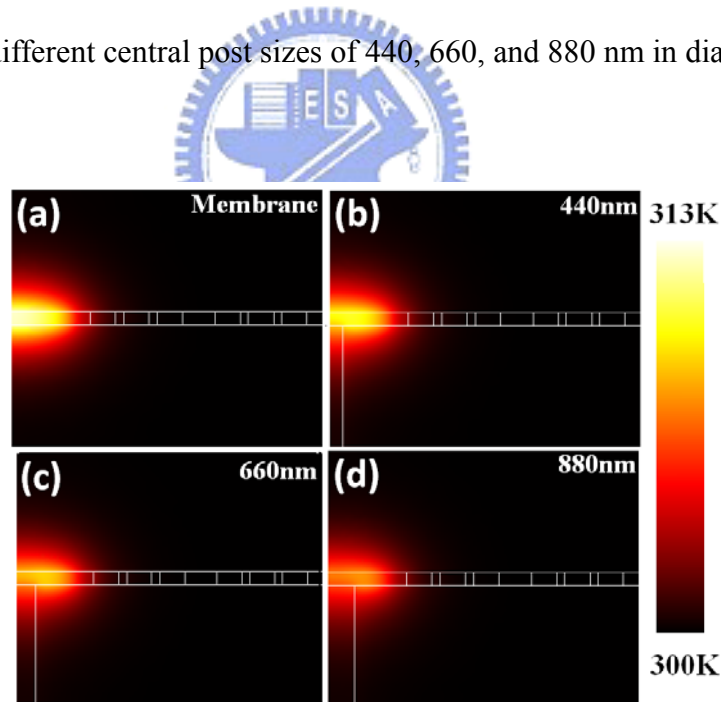 different central post sizes of 440, 660, and 880 nm in dia
E S A
(a) Membrane
(b) 440nm
313K
(c) 660nm
(d) 880nm
300K